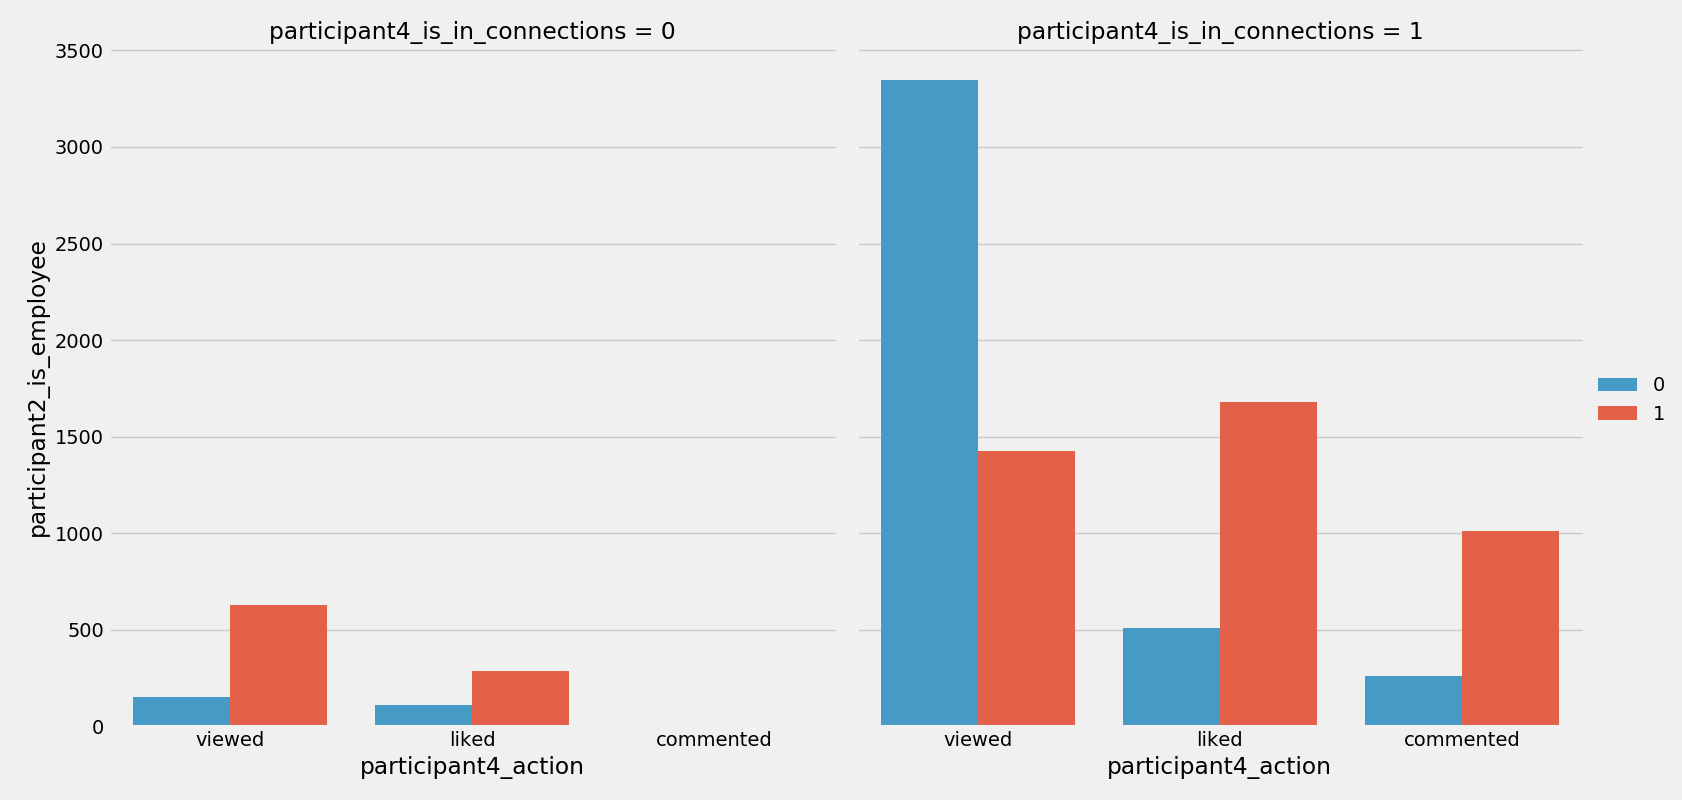 participant4_is_in_connections = 0
participant4_is_in_connections = 1
participant2_is_employee
3500
3000
2500
2000
1500
1000
500
0
viewed
liked
commented
viewed
liked
commented
participant4_action
participant4_action
0
1